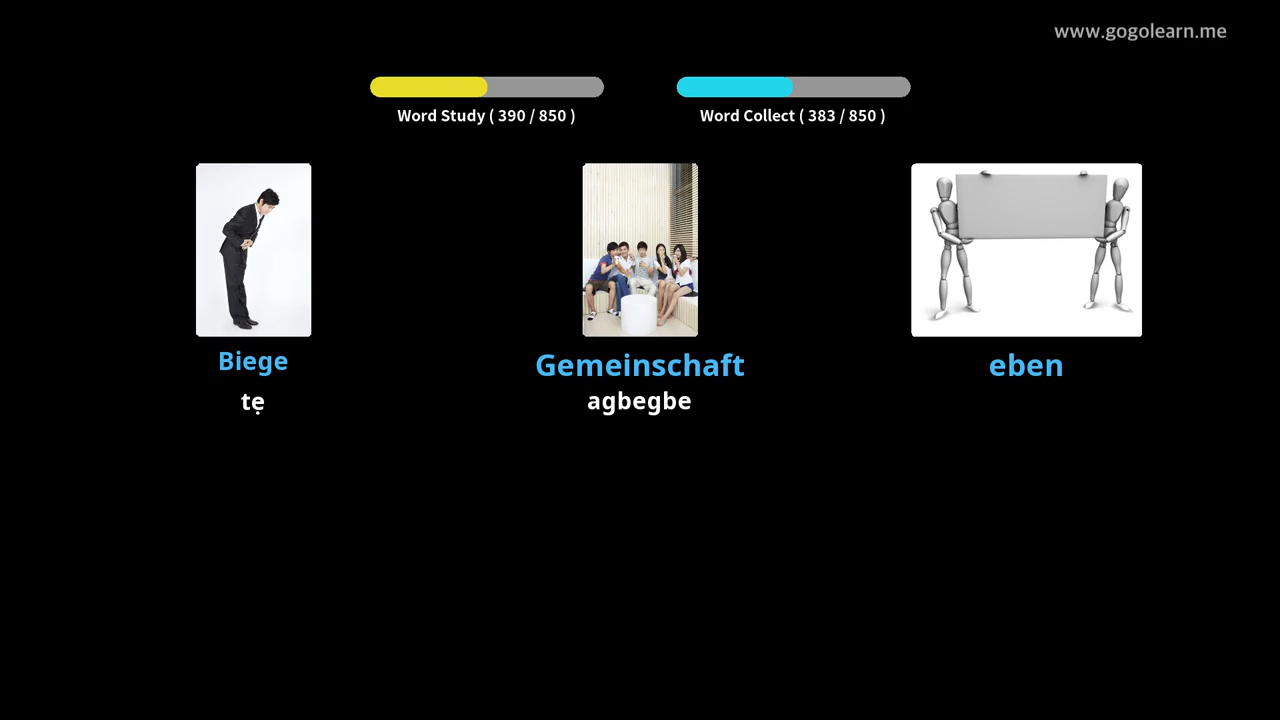 www.gogolearn.me
Word Study ( 390 / 850 )
Word Collect ( 383 / 850 )
Biege
tẹ
Gemeinschaft
agbegbe
eben